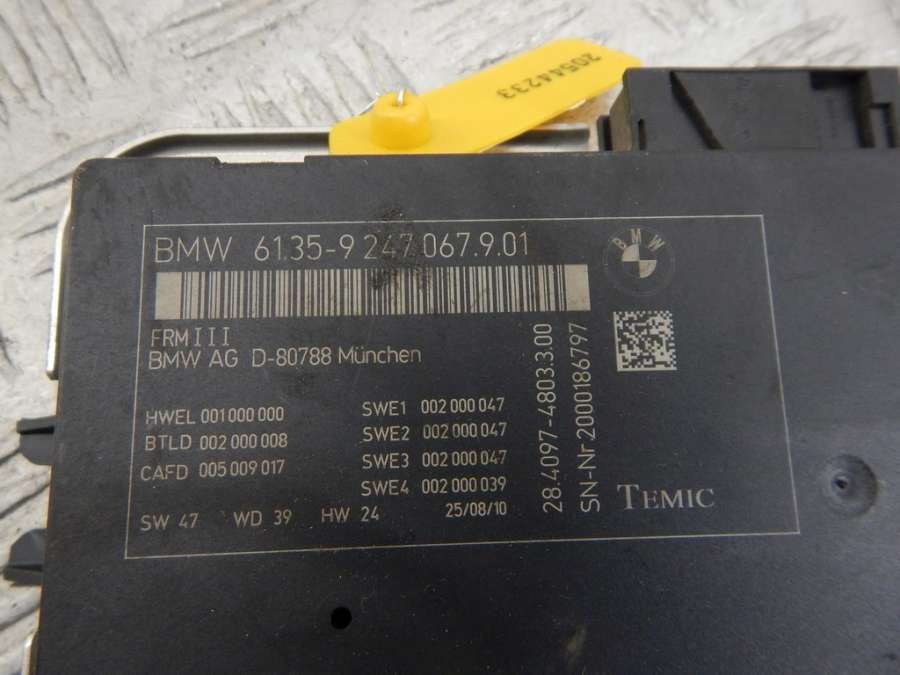 20544233
BMW 61.35-9 247 067.9.01
BMW
FRMIII
BMW AG D-80788 München
HWEL 001 000 000
BTLD 002 000 008
CAFD 005 009 017
SWE1 002 000 047
SWE2 002 000 047
SWE3 002 000 047
SWE4 002 000 039
SW 47 WD 39 HW 24 25/08/10
28.4097-4803.3.00
SN-Nr.2000186797
TEMIC